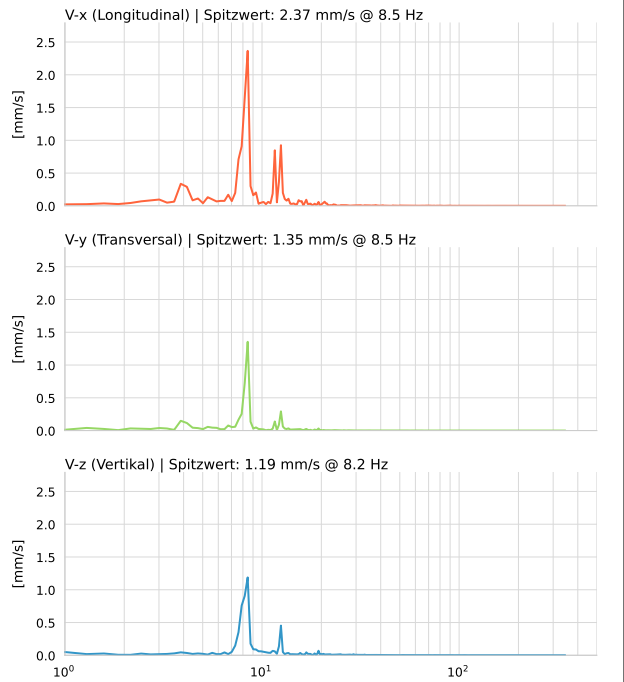 V-x (Longitudinal) | Spitzwert: 2.37 mm/s @ 8.5 Hz
2.5
2.0
1.5
1.0
0.5
0.0
[mm/s]
V-y (Transversal) | Spitzwert: 1.35 mm/s @ 8.5 Hz
2.5
2.0
1.5
1.0
0.5
0.0
[mm/s]
V-z (Vertikal) | Spitzwert: 1.19 mm/s @ 8.2 Hz
2.5
2.0
1.5
1.0
0.5
0.0
[mm/s]
10⁰ 10¹ 10²